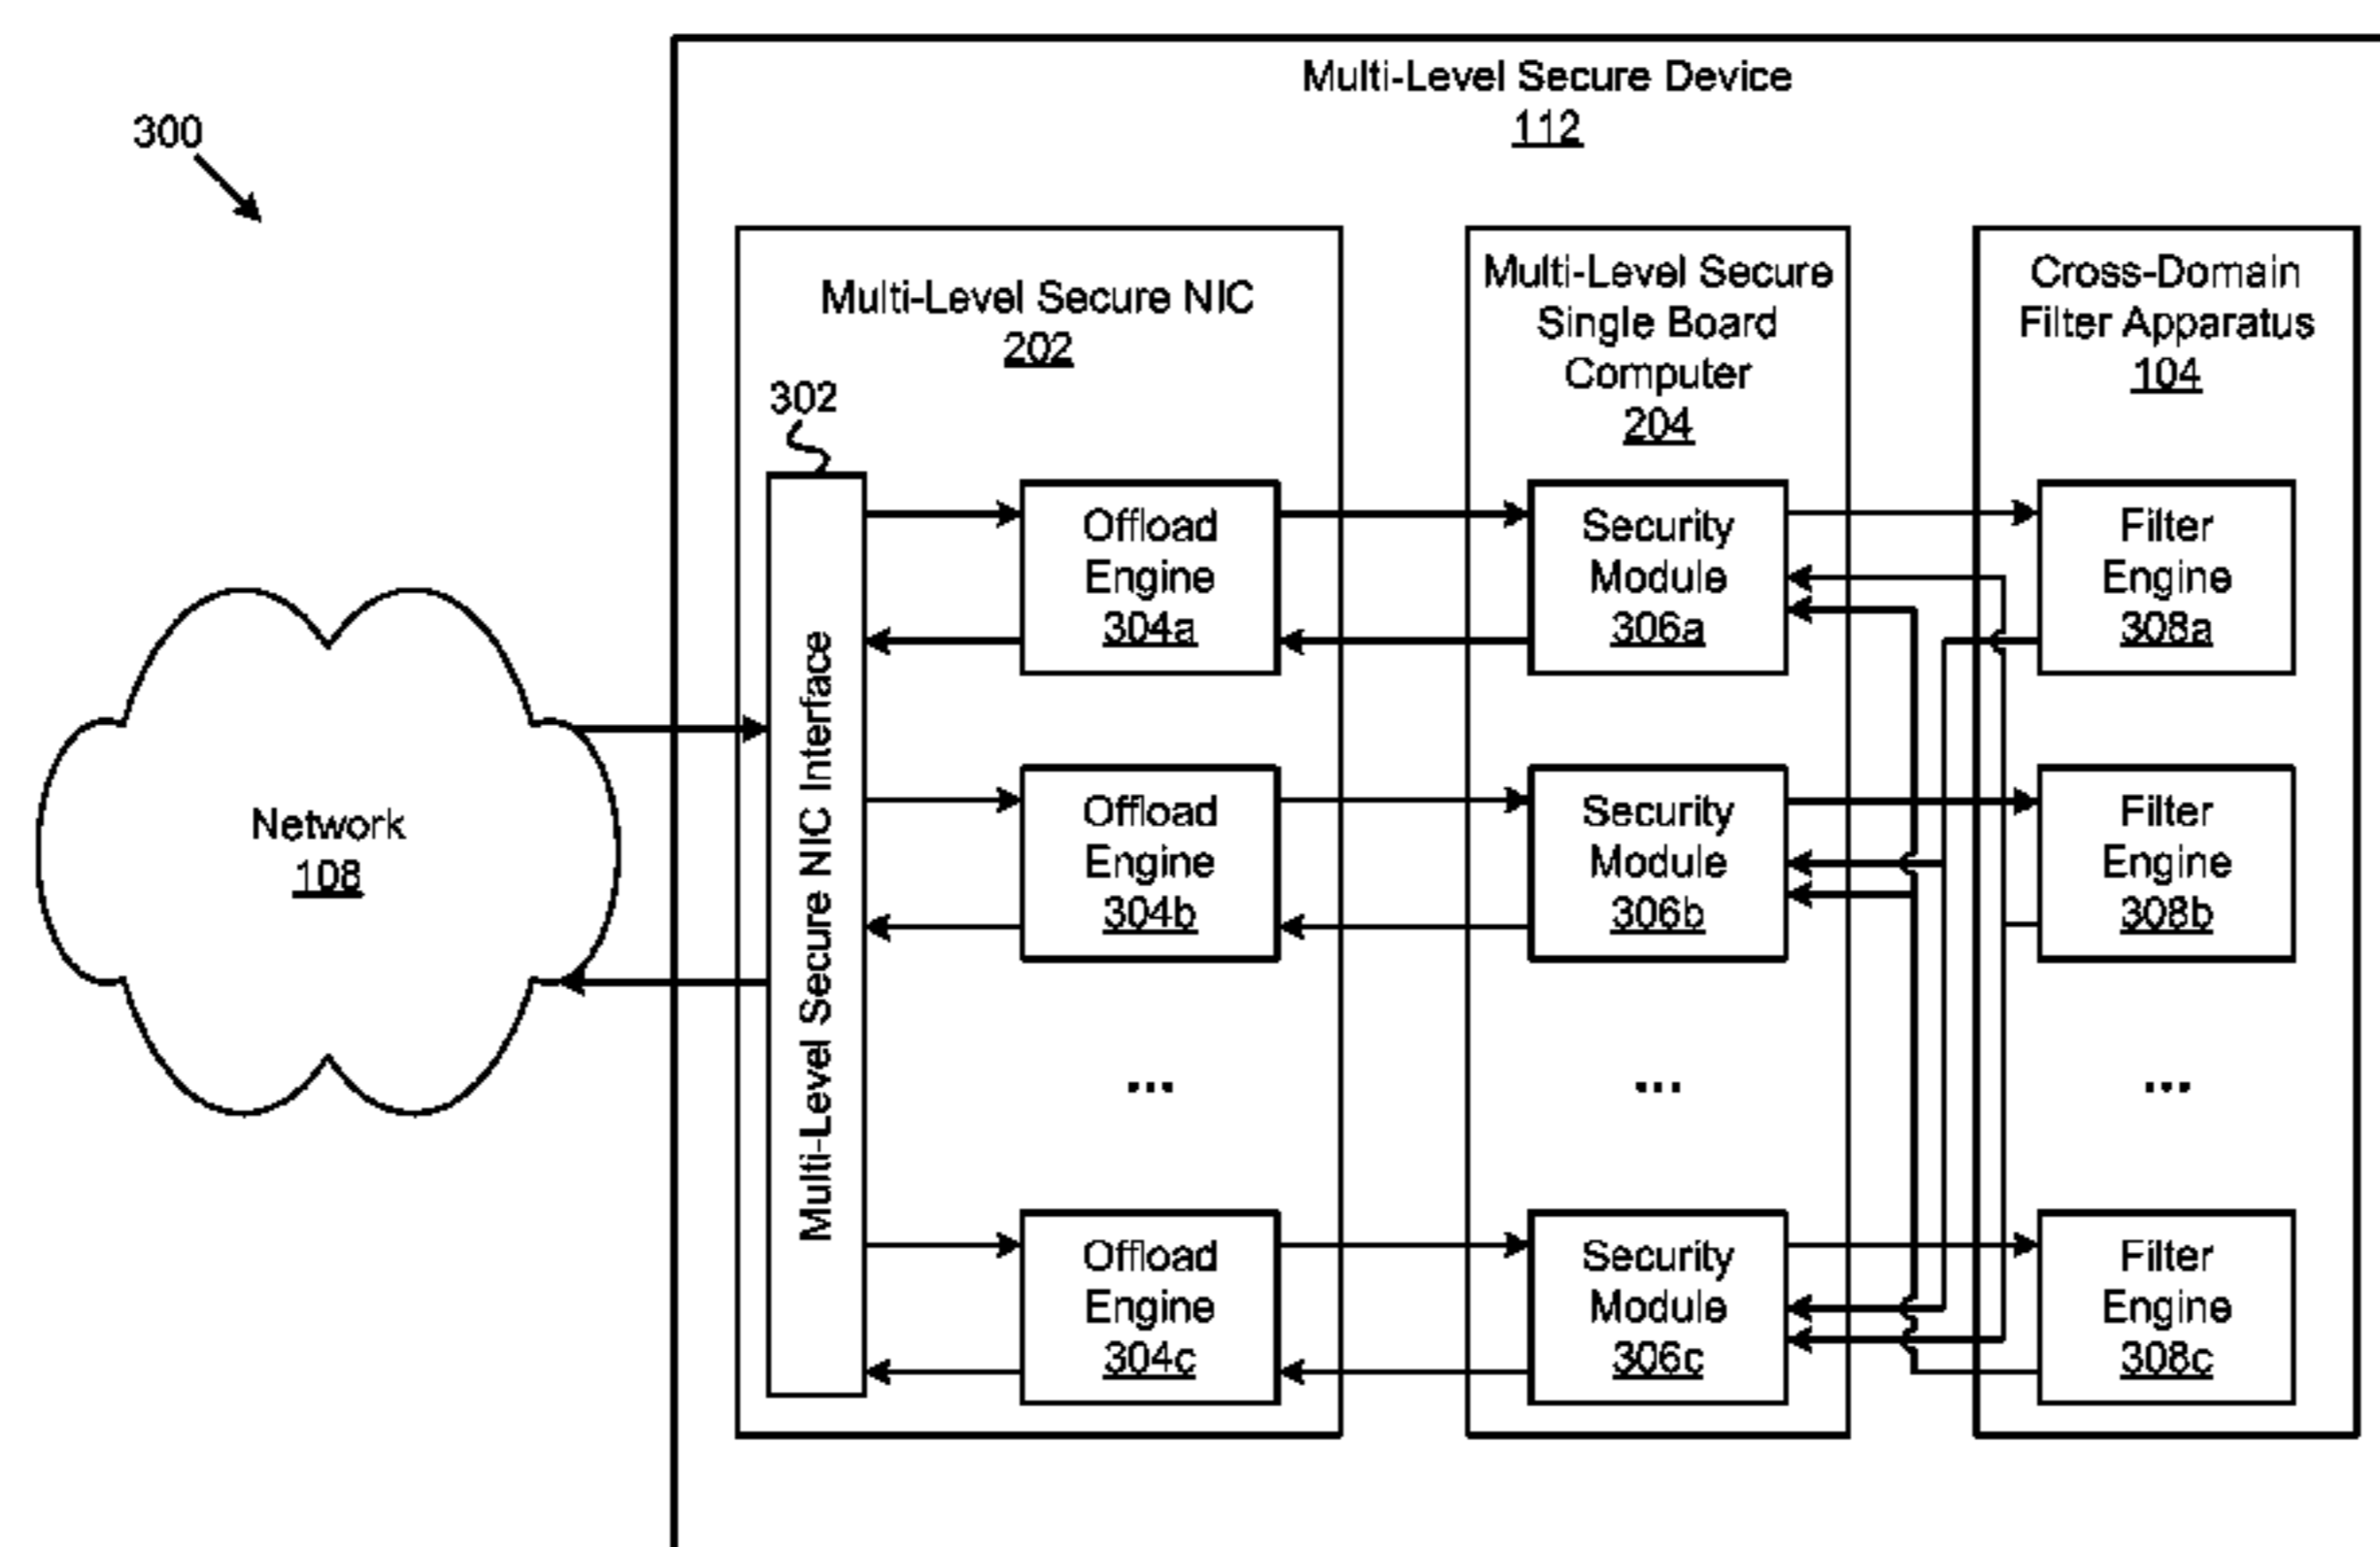 300
Multi-Level Secure Device
112
Multi-Level Secure NIC
202
302
Multi-Level Secure NIC Interface
Multi-Level Secure
Single Board
Computer
204
Cross-Domain
Filter Apparatus
104
Network
108
Offload
Engine
304a
Security
Module
306a
Filter
Engine
308a
Offload
Engine
304b
Security
Module
306b
Filter
Engine
308b
...
...
...
Offload
Engine
304c
Security
Module
306c
Filter
Engine
308c